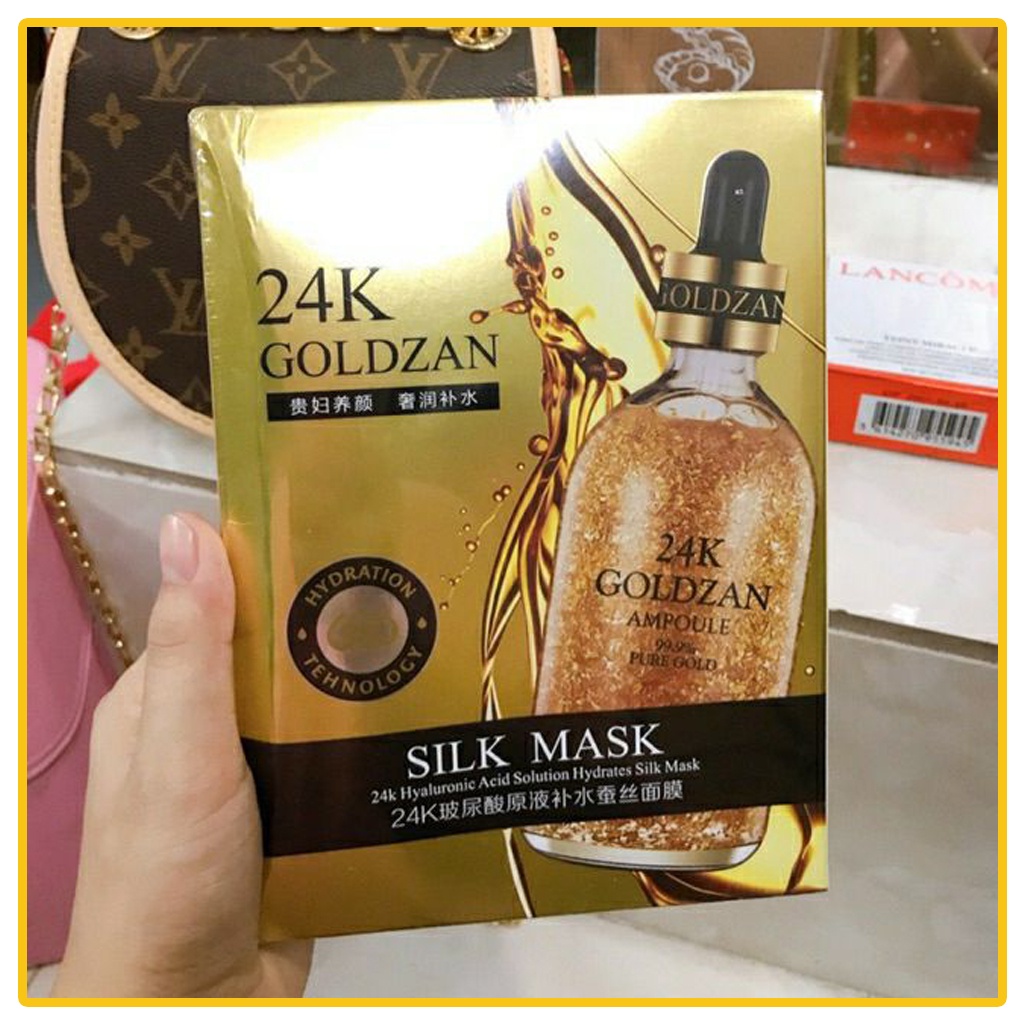 24K
GOLDZAN
贵妇养颜 奢润补水
GOLDZAN
24K
GOLDZAN
AMPOULE
99.9%
PURE GOLD
HYDRATION
TEHNOLOGY
SILK MASK
24k Hyaluronic Acid Solution Hydrates Silk Mask
24K玻尿酸原液补水蚕丝面膜
LANCÔM